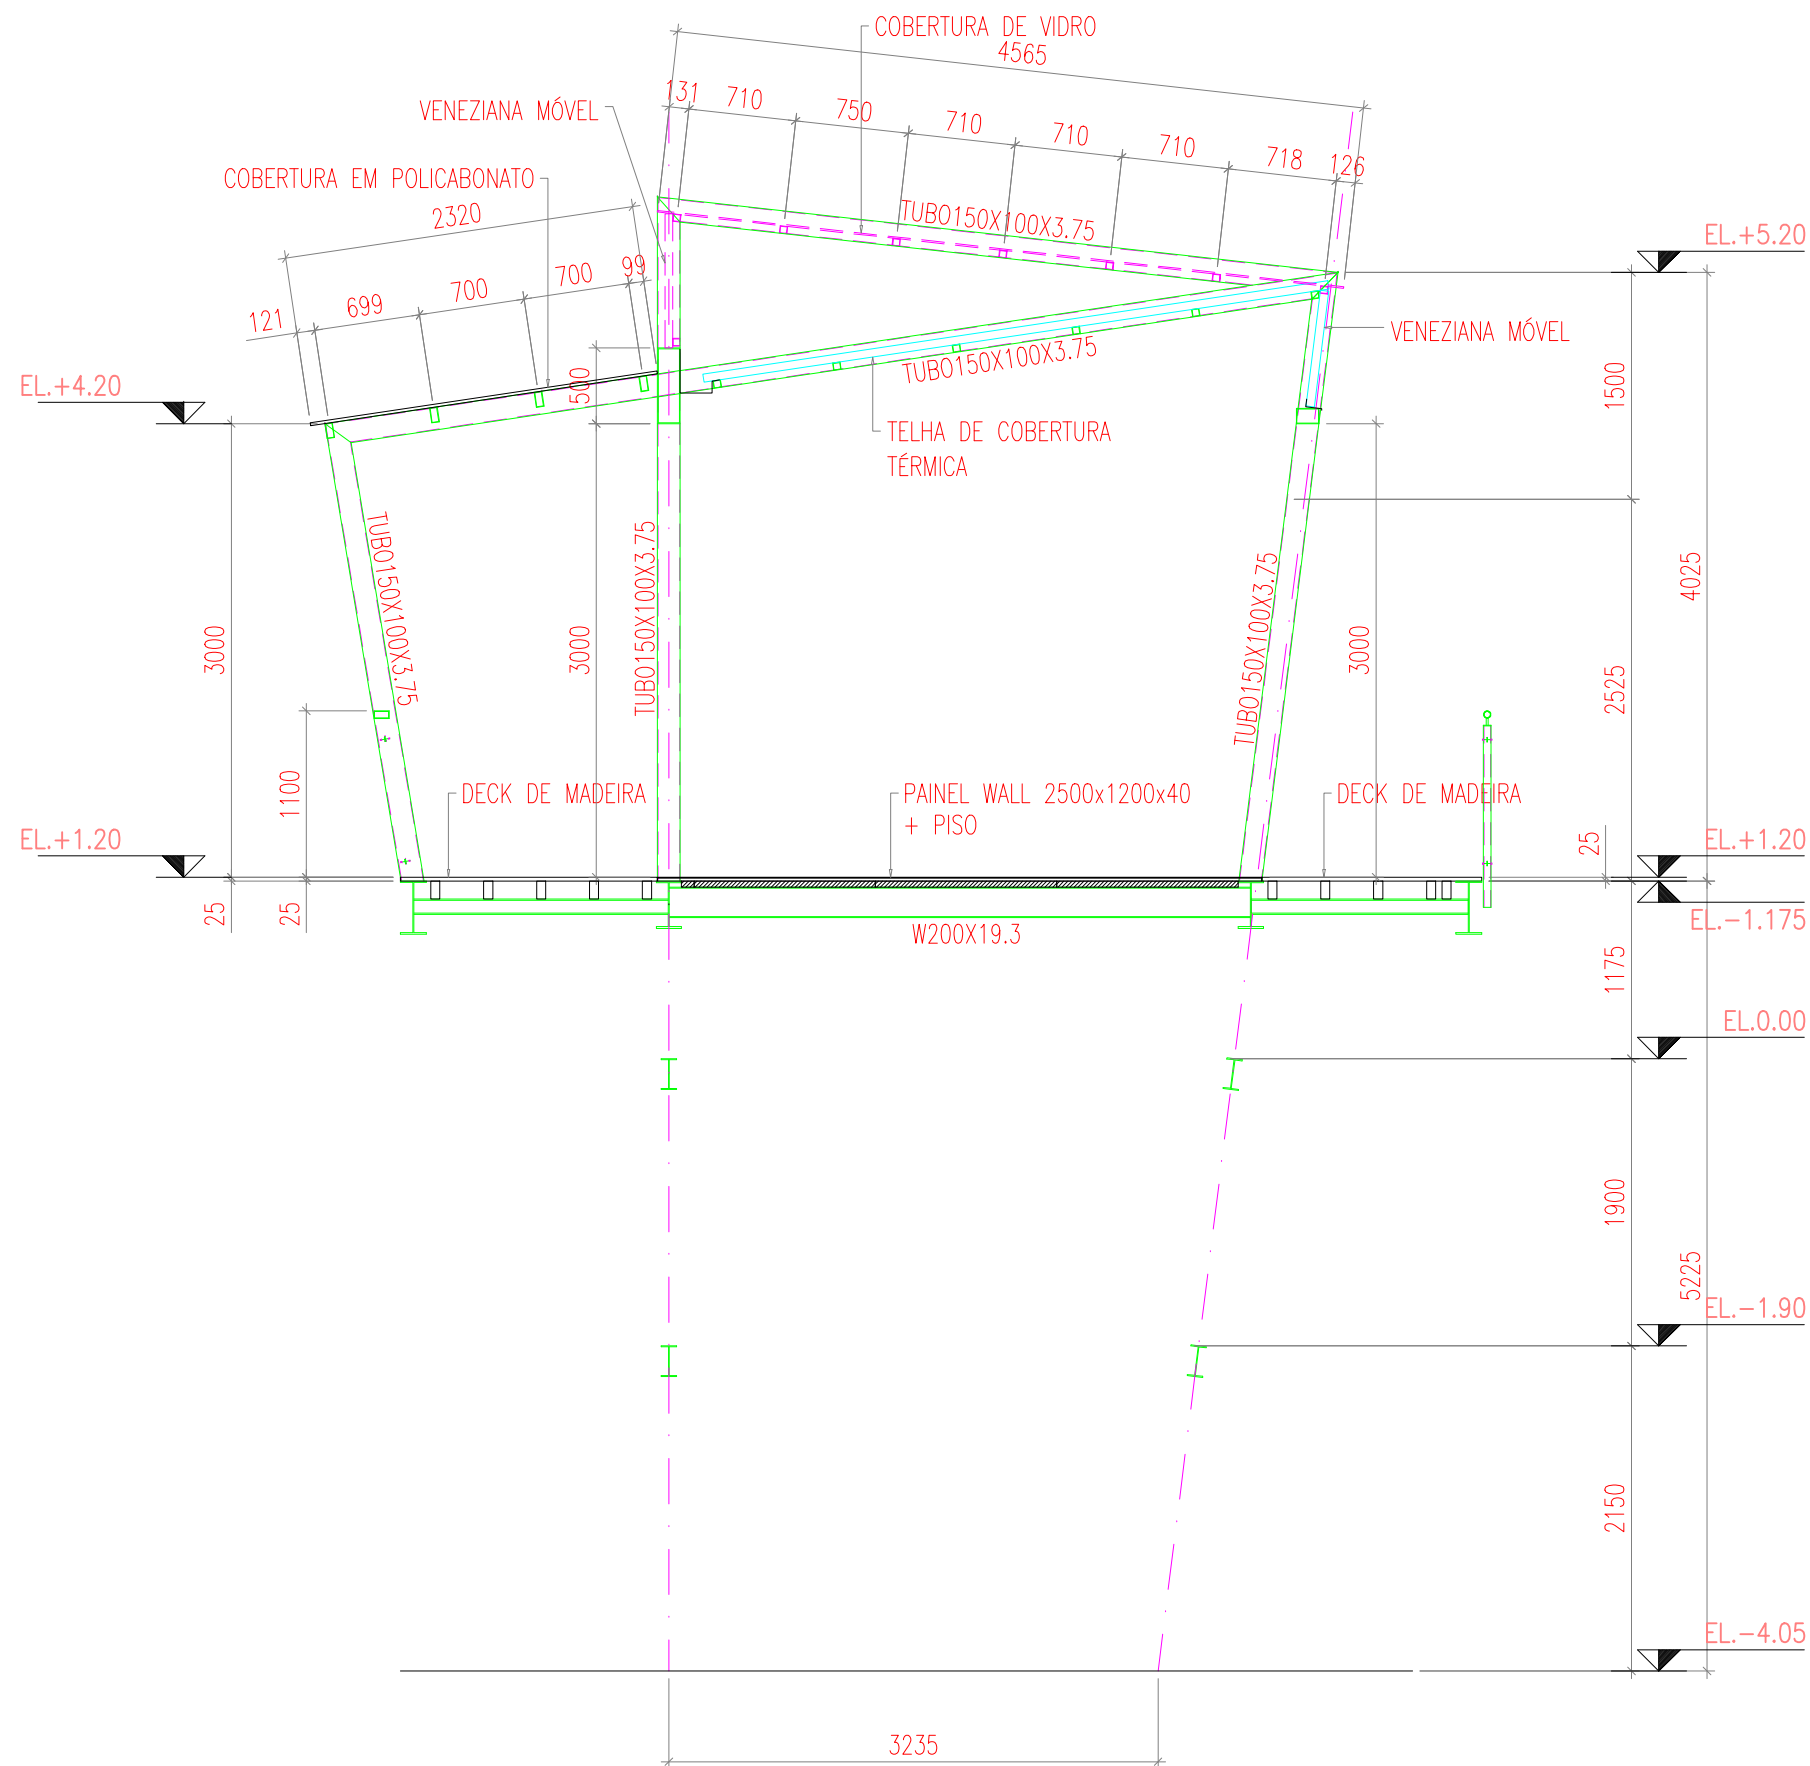 COBERTURA DE VIDRO
4565
131
710
750
710
710
710
718
126
VENEZIANA MÓVEL
COBERTURA EM POLICABONATO
2320
TUBO150X100X3.75
EL.+5.20
121
699
700
700
99
VENEZIANA MÓVEL
TUBO150X100X3.75
EL.+4.20
500
1500
TELHA DE COBERTURA
TÉRMICA
TUBO150X100X3.75
TUBO150X100X3.75
TUBO150X100X3.75
4025
3000
3000
3000
2525
1100
DECK DE MADEIRA
PAINEL WALL 2500x1200x40
+ PISO
DECK DE MADEIRA
EL.+1.20
25
EL.+1.20
25
25
EL.-1.175
W200X19.3
1175
EL.0.00
1900
5225
EL.-1.90
2150
EL.-4.05
3235